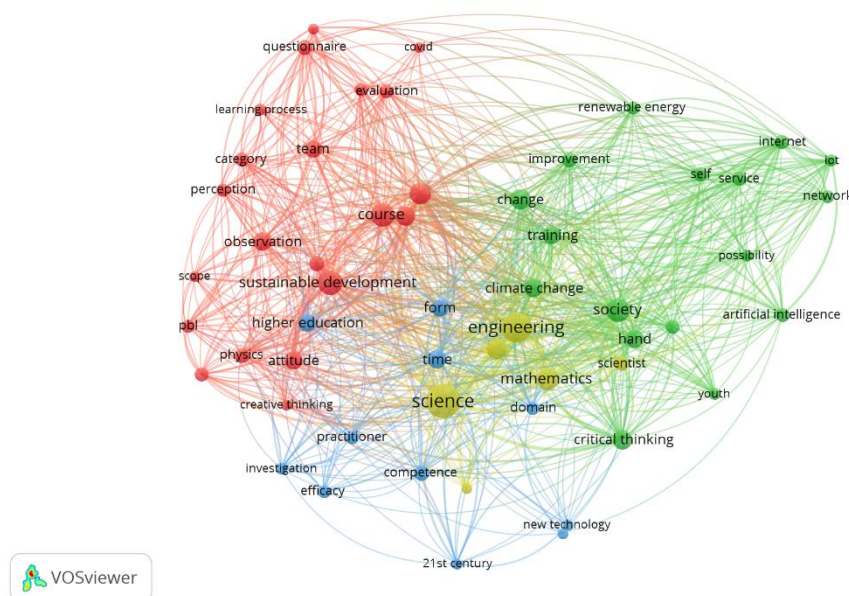 questionnaire
covid
evaluation
learning process
renewable energy
internet
team
category
improvement
iot
self
service
perception
change
network
course
training
observation
possibility
scope
sustainable development
climate change
form
society
artificial intelligence
pbl
higher education
engineering
hand
physics
attitude
time
scientist
mathematics
youth
creative thinking
science
domain
practitioner
critical thinking
investigation
competence
efficacy
new technology
21st century
VOSviewer